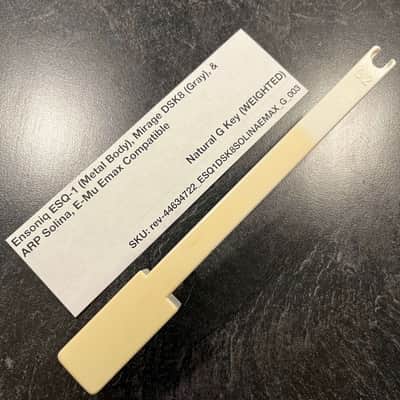 Ensoniq ESQ-1 (Metal Body), Mirage DSK8 (Gray), &
ARP Solina, E-Mu Emax Compatible
Natural G Key (WEIGHTED)
SKU: rev-44634722_ESQ1DSK8SOLINAEMAX_G_003